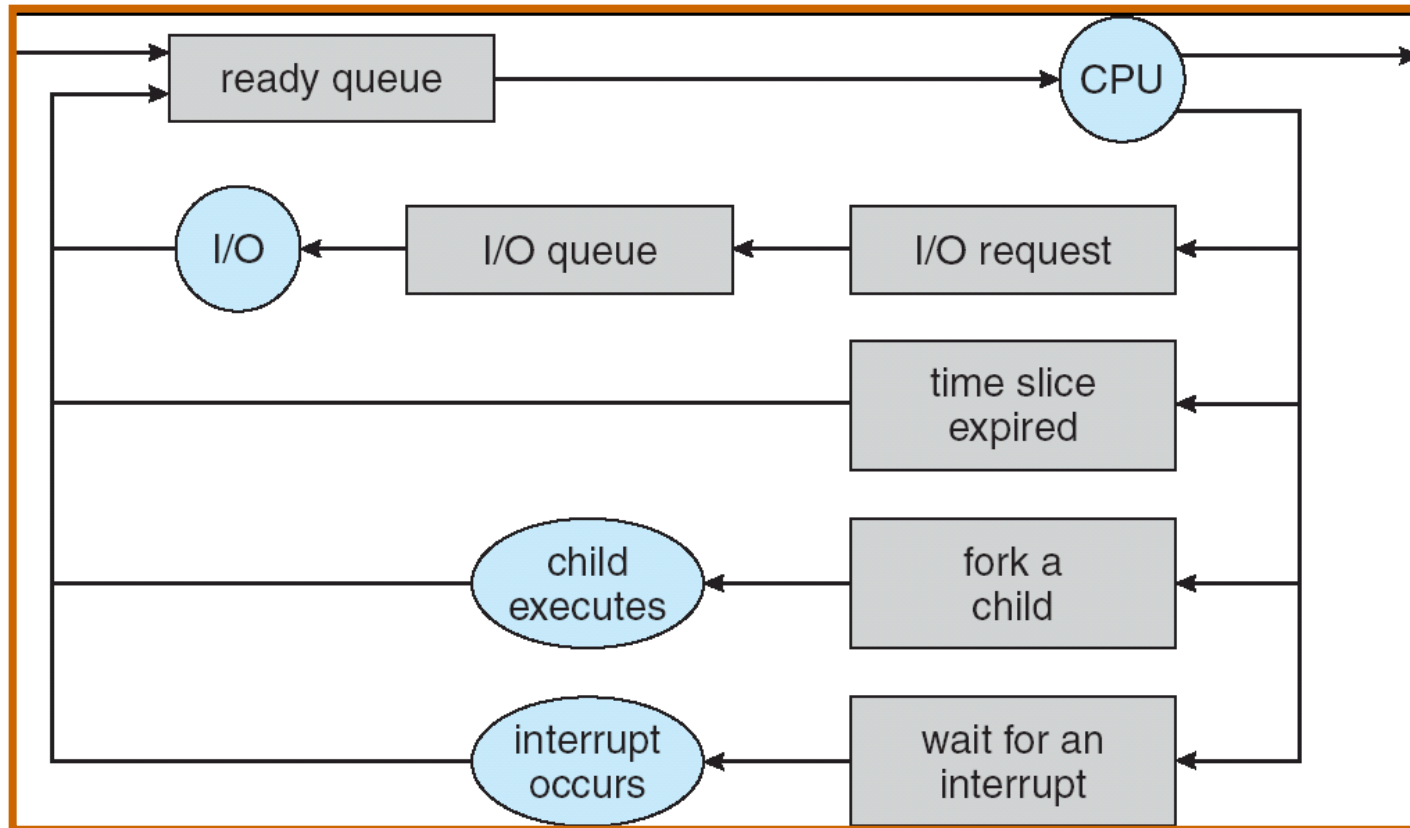 ready queue
CPU
I/O
I/O queue
I/O request
time slice
expired
child
executes
fork a
child
interrupt
occurs
wait for an
interrupt